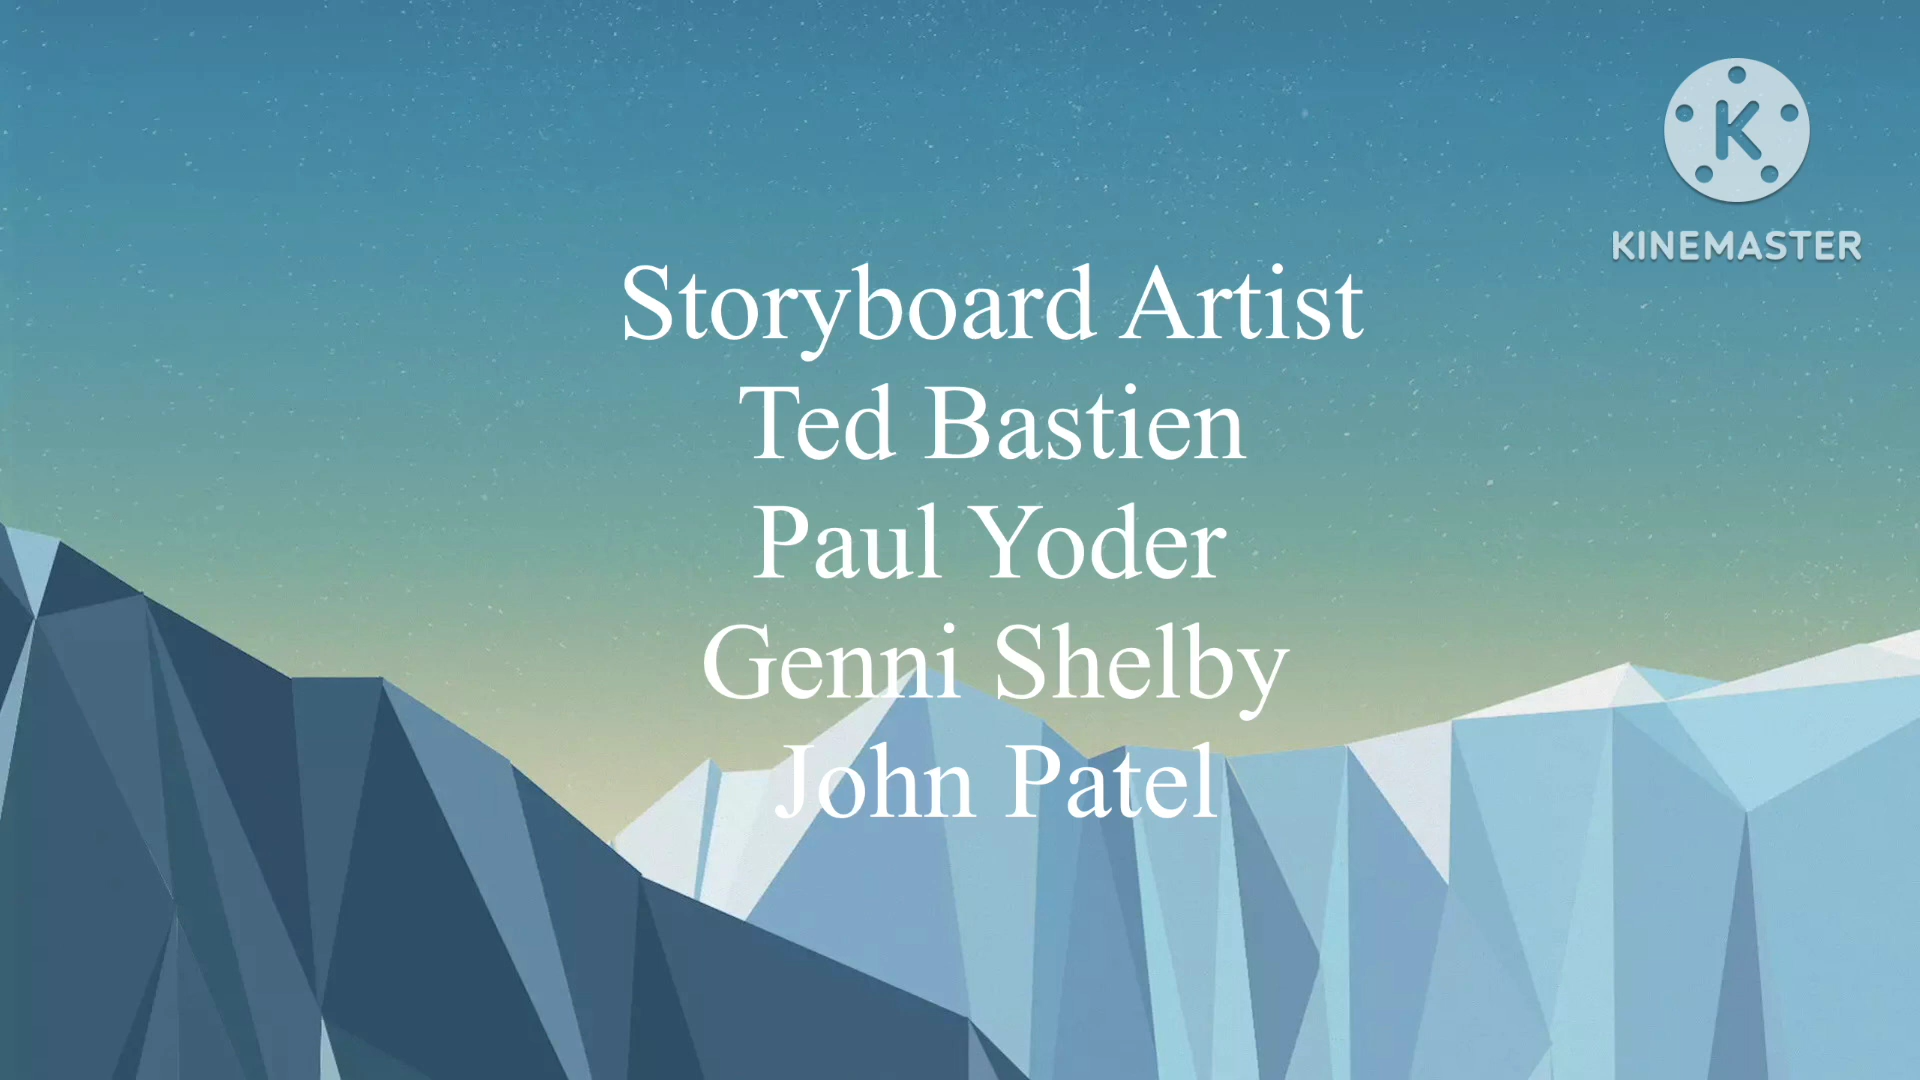 K
KINEMASTER
Storyboard Artist
Ted Bastien
Paul Yoder
Genni Shelby
John Patel